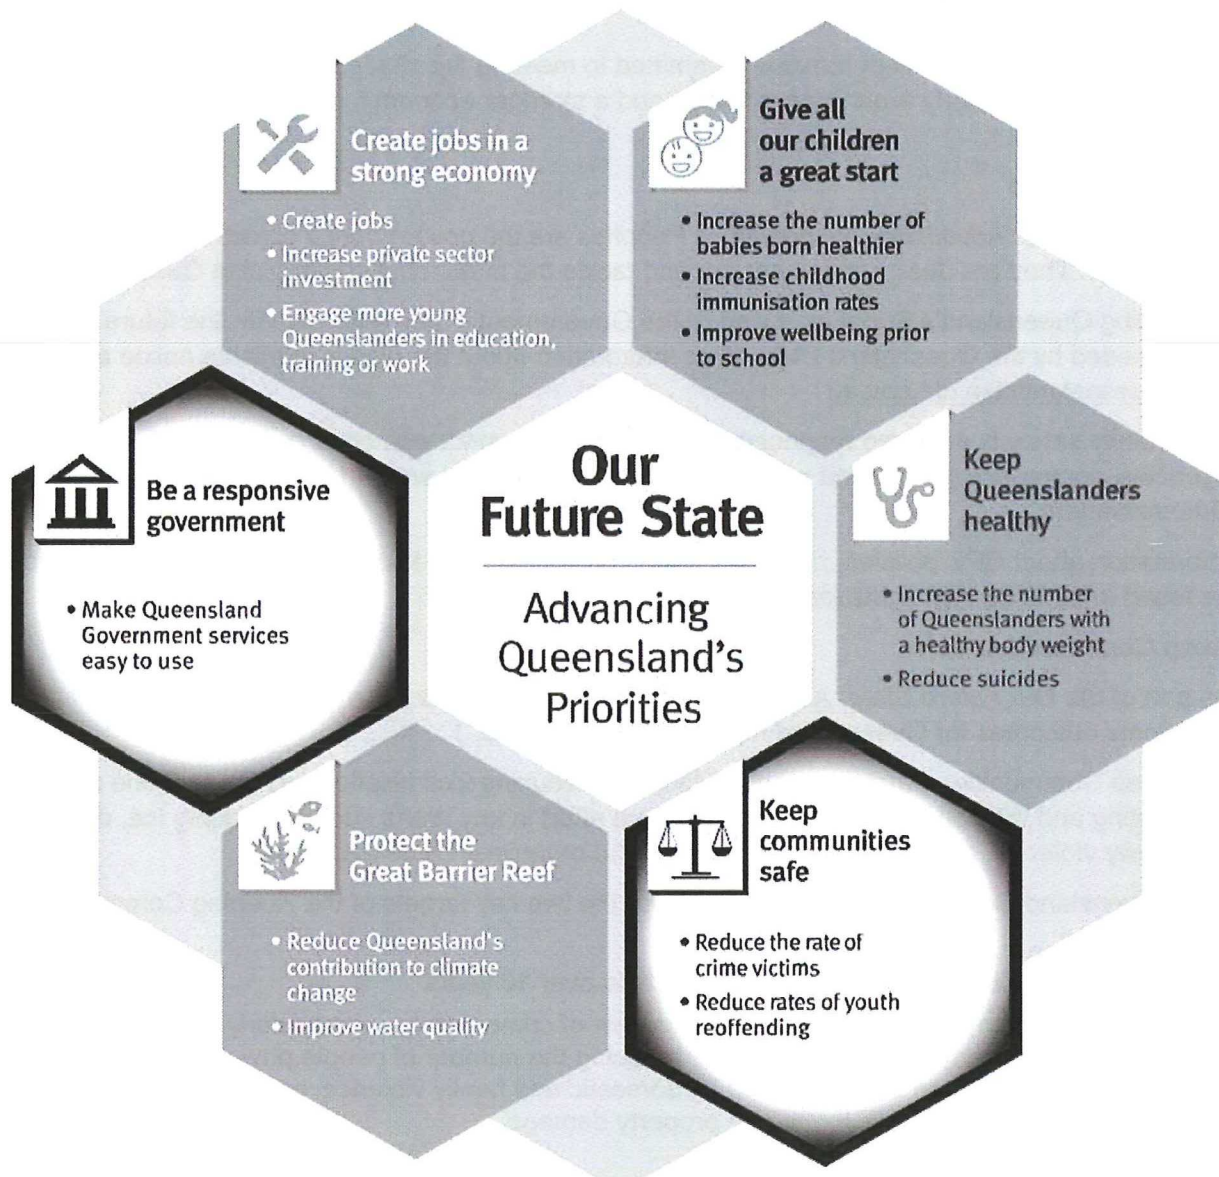 Create jobs in a
strong economy
• Create jobs
• Increase private sector
investment
• Engage more young
Queenslanders in education,
training or work
Give all
our children
a great start
• Increase the number of
babies born healthier
• Increase childhood
immunisation rates
• Improve wellbeing prior
to school
Be a responsive
government
• Make Queensland
Government services
easy to use
Our
Future State
Advancing
Queensland's
Priorities
Keep
Queenslanders
healthy
• Increase the number
of Queenslanders with
a healthy body weight
• Reduce suicides
Protect the
Great Barrier Reef
• Reduce Queensland's
contribution to climate
change
• Improve water quality
Keep
communities
safe
• Reduce the rate of
crime victims
• Reduce rates of youth
reoffending